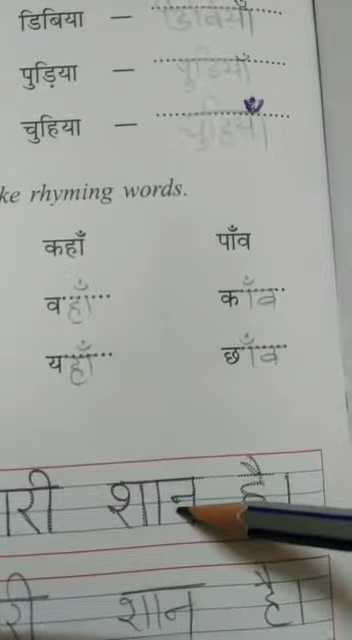 डिबिया — डिबियाँ
पुड़िया — पुड़ियाँ
चुहिया — चुहियाँ
ke rhyming words.
कहाँ पाँव
वहाँ काँव
यहाँ छाँव
ारी शान है।
री शान है।